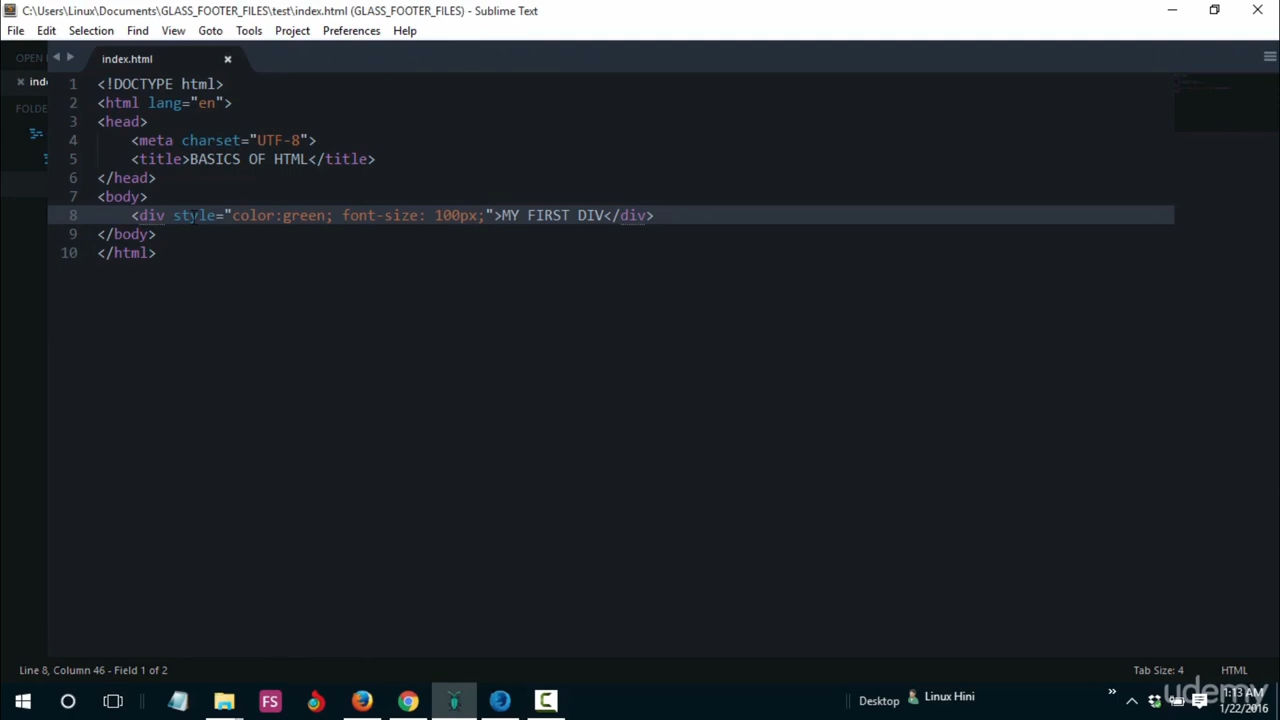 C:\Users\Linux\Documents\GLASS_FOOTER_FILES\test\index.html (GLASS_FOOTER_FILES) - Sublime Text
File Edit Selection Find View Goto Tools Project Preferences Help
OPEN
index.html
inde
FOLDE
1 <!DOCTYPE html>
2 <html lang="en">
3 <head>
4 <meta charset="UTF-8">
5 <title>BASICS OF HTML</title>
6 </head>
7 <body>
8 <div style="color:green; font-size: 100px;">MY FIRST DIV</div>
9 </body>
10 </html>
Line 8, Column 46 - Field 1 of 2
Tab Size: 4
HTML
FS
Desktop
Linux Hini
udemy
1:13 AM
1/22/2016